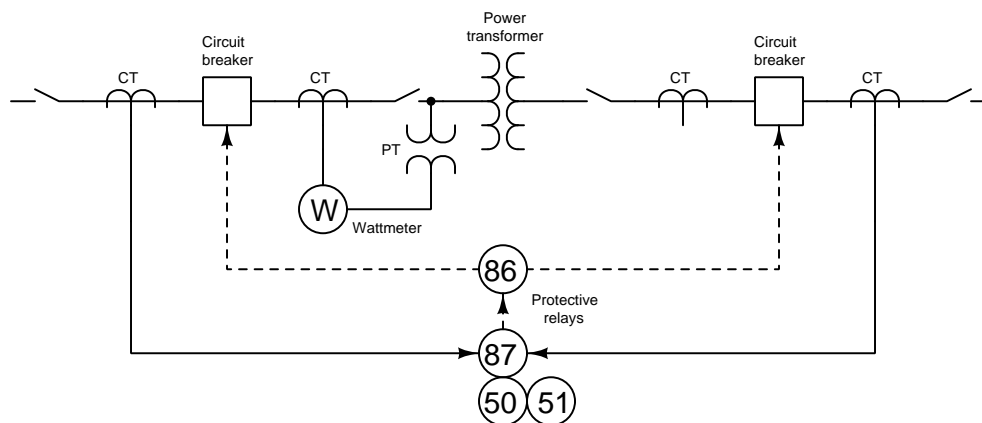 Power
transformer
Circuit
breaker
Circuit
breaker
CT
CT
CT
CT
PT
W
Wattmeter
86
Protective
relays
87
50
51